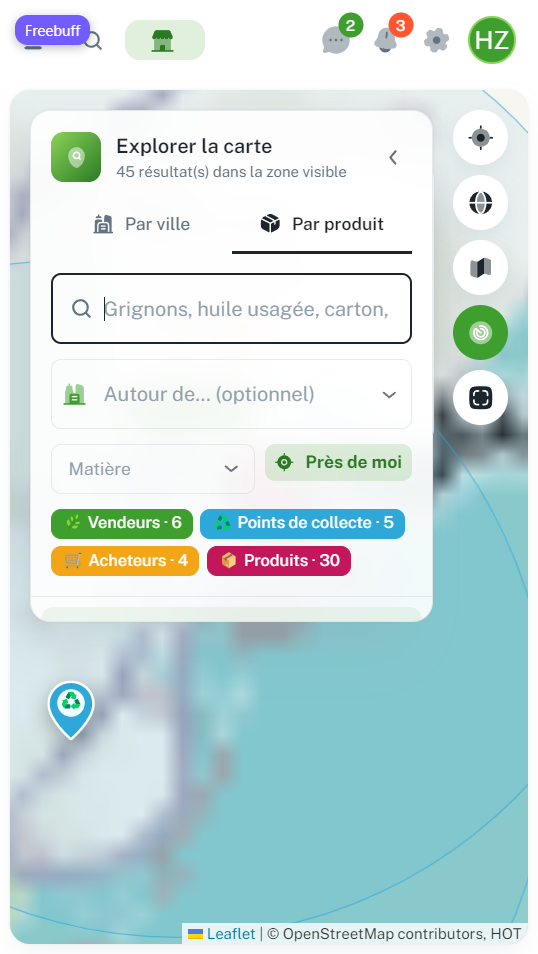 Freebuff
2
3
HZ
Explorer la carte
45 résultat(s) dans la zone visible
Par ville
Par produit
Grignons, huile usagée, carton,
Autour de... (optionnel)
Matière
Près de moi
Vendeurs · 6
Points de collecte · 5
Acheteurs · 4
Produits · 30
Leaflet | © OpenStreetMap contributors, HOT